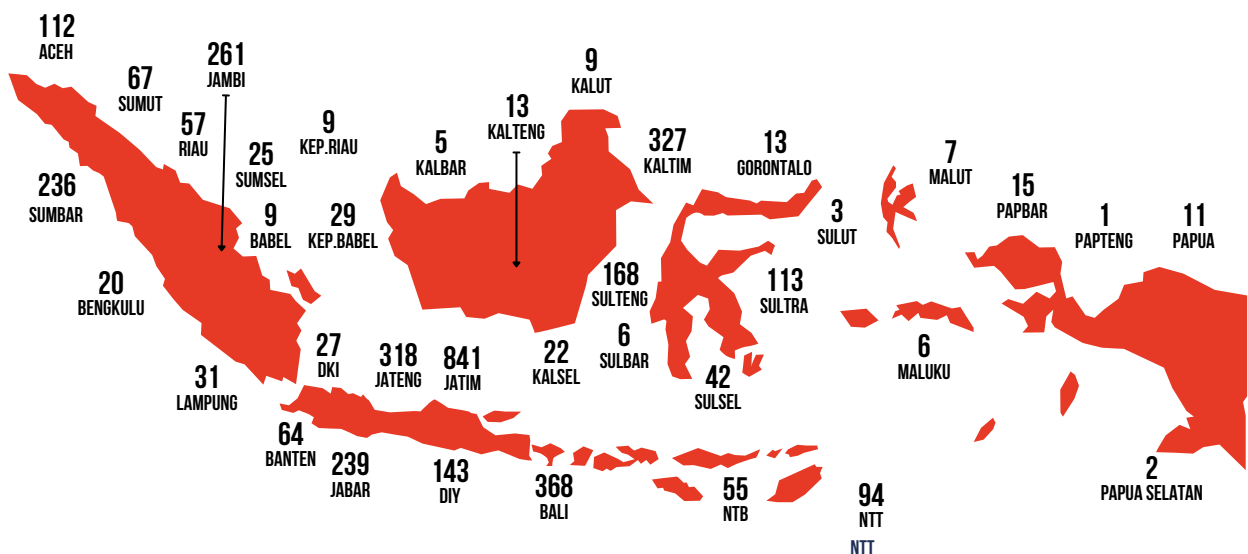 112
ACEH
67
SUMUT
261
JAMBI
57
RIAU
25
SUMSEL
9
KEP.RIAU
236
SUMBAR
9
BABEL
29
KEP.BABEL
20
BENGKULU
31
LAMPUNG
5
KALBAR
13
KALTENG
9
KALUT
327
KALTIM
13
GORONTALO
3
SULUT
7
MALUT
15
PAPBAR
1
PAPTENG
11
PAPUA
168
SULTENG
113
SULTRA
6
SULBAR
22
KALSEL
42
SULSEL
6
MALUKU
27
DKI
318
JATENG
841
JATIM
64
BANTEN
239
JABAR
143
DIY
368
BALI
55
NTB
94
NTT
NTT
2
PAPUA SELATAN